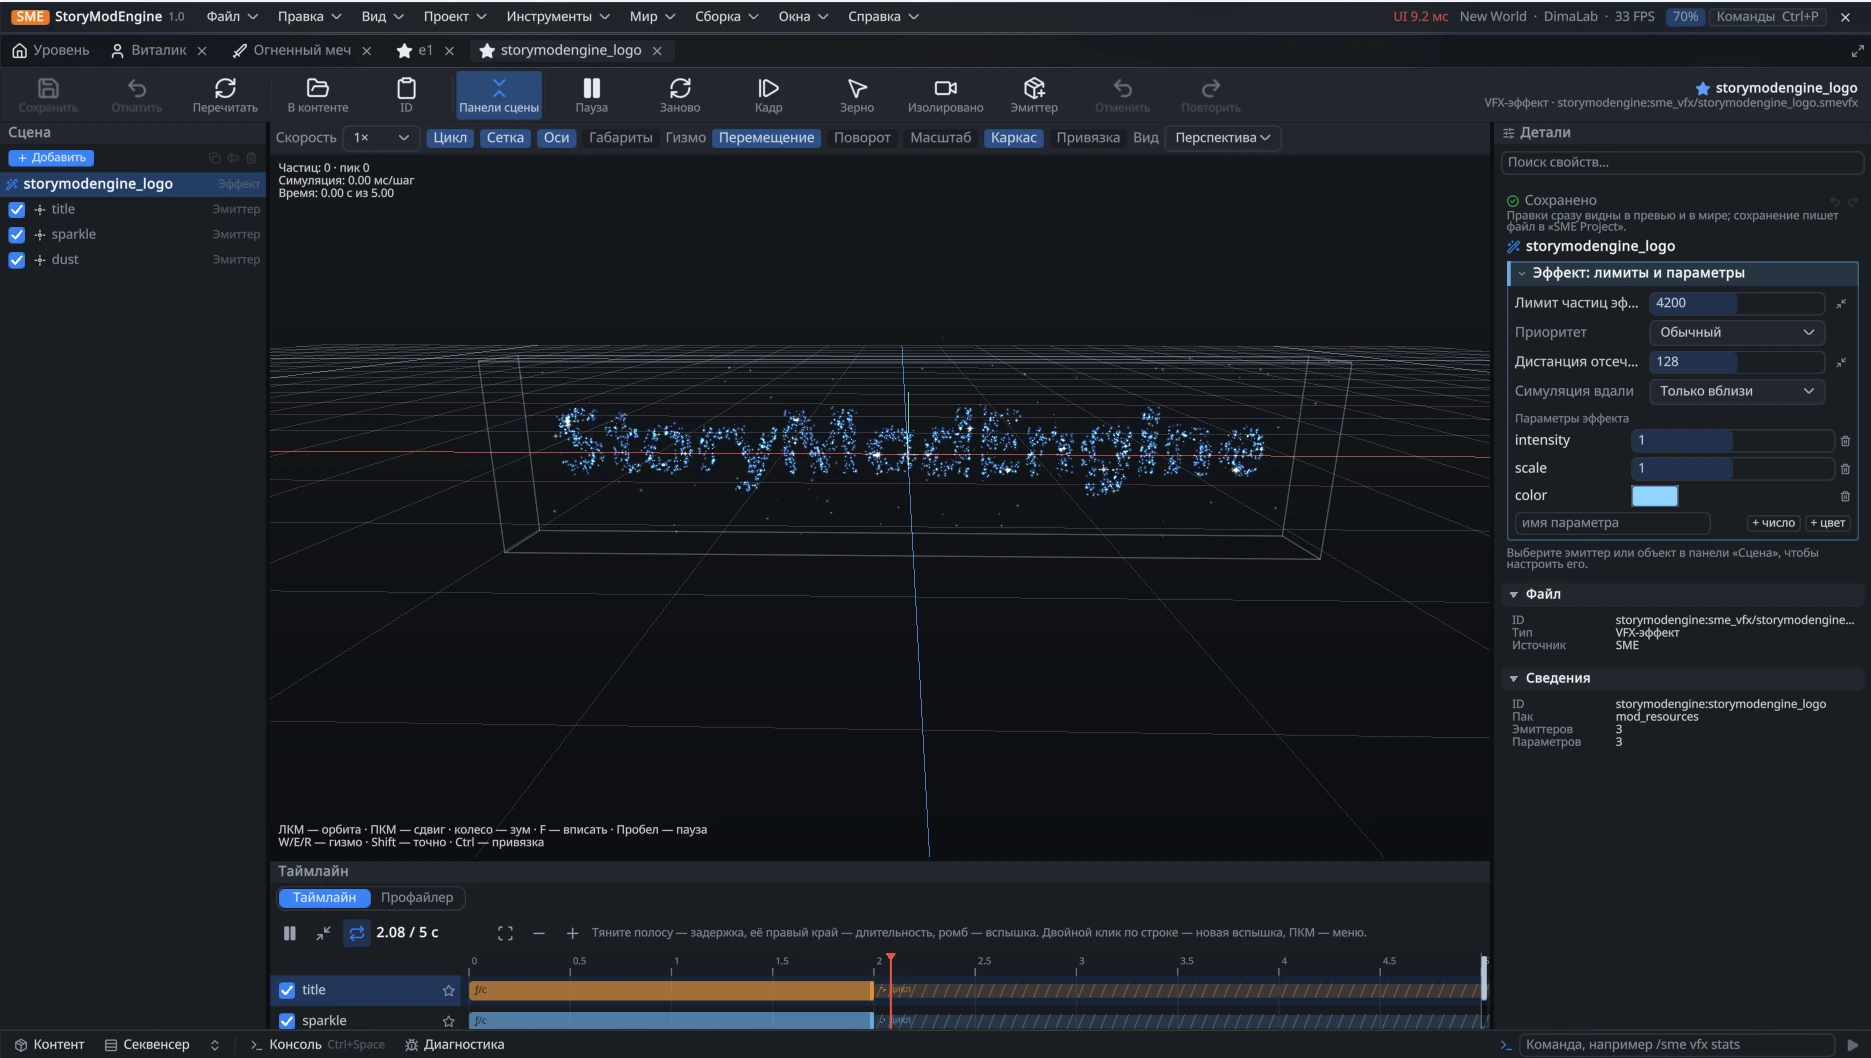 SME StoryModEngine 1.0 Файл Правка Вид Проект Инструменты Мир Сборка Окна Справка UI 9.2 мс New World · DimaLab · 33 FPS 70% Команды Ctrl+P
Уровень Виталик Огненный меч e1 storymodengine_logo
Сохранить Откатить Перечитать В контенте ID Панели сцены Пауза Заново Кадр Зерно Изолировано Эмиттер Отменить Повторить
storymodengine_logo
VFX-эффект · storymodengine:sme_vfx/storymodengine_logo.smevfx
Сцена
+ Добавить
storymodengine_logo Эффект
title Эмиттер
sparkle Эмиттер
dust Эмиттер
Скорость 1× Цикл Сетка Оси Габариты Гизмо Перемещение Поворот Масштаб Каркас Привязка Вид Перспектива
Частиц: 0 · пик 0
Симуляция: 0.00 мс/шаг
Время: 0.00 с из 5.00
StoryModEngine
ЛКМ — орбита · ПКМ — сдвиг · колесо — зум · F — вписать · Пробел — пауза
W/E/R — гизмо · Shift — точно · Ctrl — привязка
Детали
Поиск свойств...
Сохранено
Правки сразу видны в превью и в мире; сохранение пишет
файл в «SME Project».
storymodengine_logo
Эффект: лимиты и параметры
Лимит частиц эф... 4200
Приоритет Обычный
Дистанция отсеч... 128
Симуляция вдали Только вблизи
Параметры эффекта
intensity 1
scale 1
color
имя параметра + число + цвет
Выберите эмиттер или объект в панели «Сцена», чтобы
настроить его.
Файл
ID storymodengine:sme_vfx/storymodengine...
Тип VFX-эффект
Источник SME
Сведения
ID storymodengine:storymodengine_logo
Пак mod_resources
Эмиттеров 3
Параметров 3
Таймлайн
Таймлайн Профайлер
2.08 / 5 с Тяните полосу — задержка, её правый край — длительность, ромб — вспышка. Двойной клик по строке — новая вспышка, ПКМ — меню.
0 0.5 1 1.5 2 2.5 3 3.5 4 4.5
title ƒ/с цикл
sparkle ƒ/с цикл
Контент Секвенсер Консоль Ctrl+Space Диагностика Команда, например /sme vfx stats